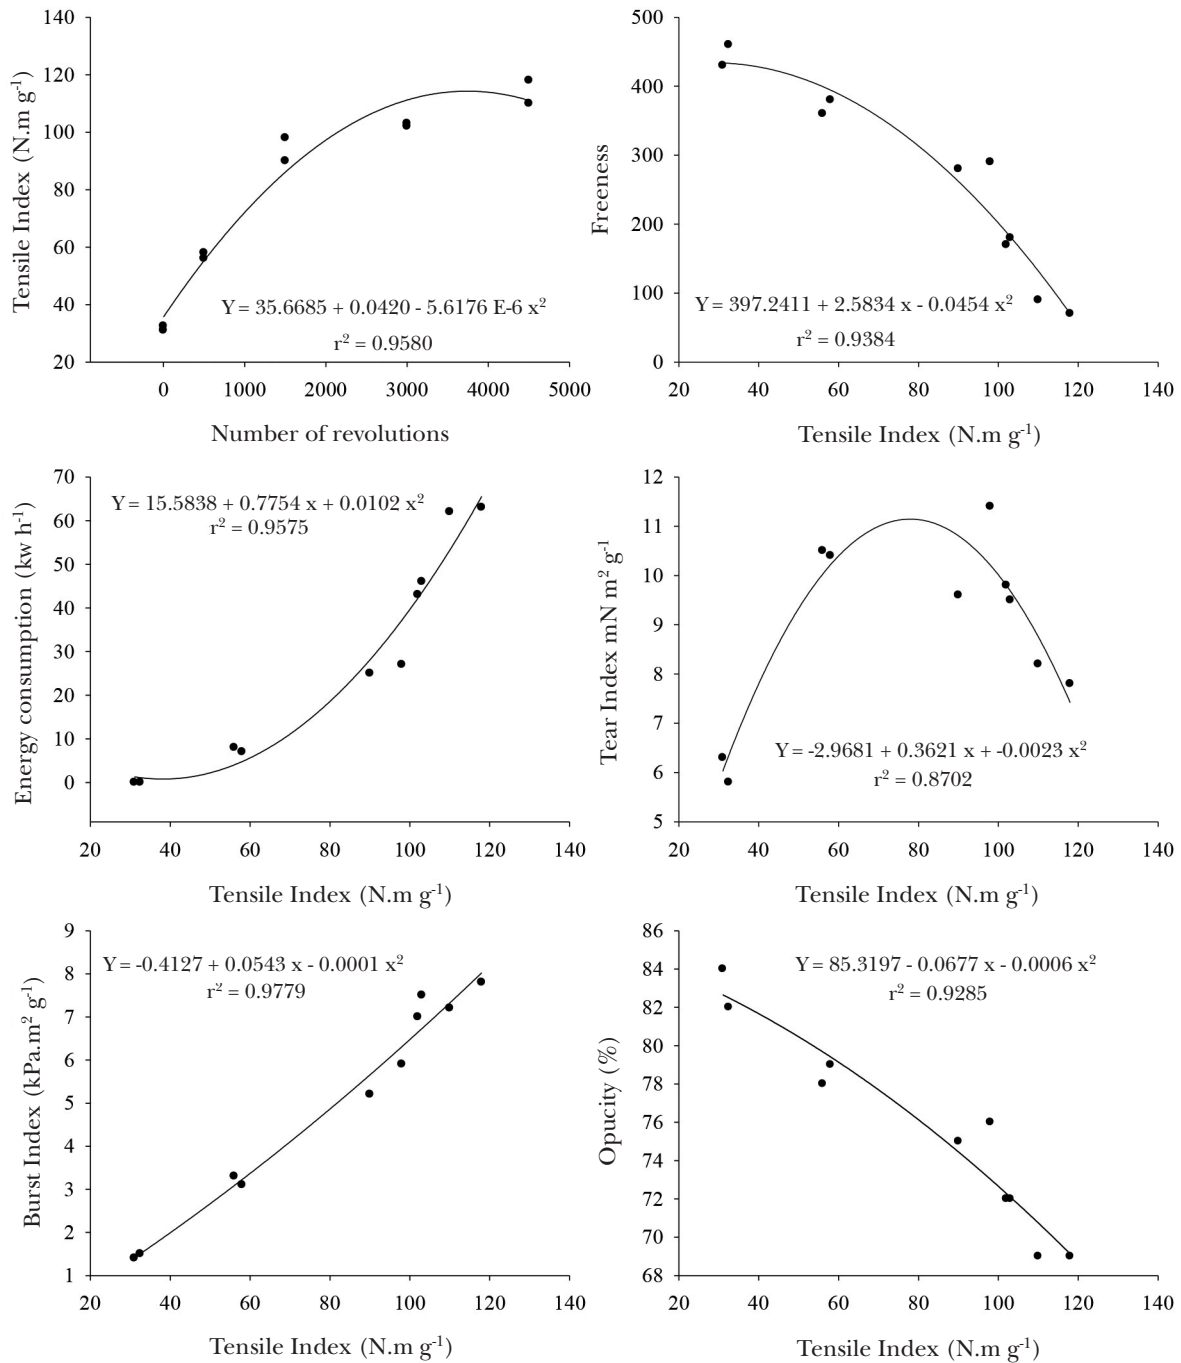 140
120
100
80
60
40
20
Tensile Index (N.m g⁻¹)
Y = 35.6685 + 0.0420 - 5.6176 E-6 x²
r² = 0.9580
0 1000 2000 3000 4000 5000
Number of revolutions
500
400
300
200
100
0
Freeness
Y = 397.2411 + 2.5834 x - 0.0454 x²
r² = 0.9384
20 40 60 80 100 120 140
Tensile Index (N.m g⁻¹)
70
60
50
40
30
20
10
0
Energy consumption (kw h⁻¹)
Y = 15.5838 + 0.7754 x + 0.0102 x²
r² = 0.9575
20 40 60 80 100 120 140
Tensile Index (N.m g⁻¹)
12
11
10
9
8
7
6
5
Tear Index mN m² g⁻¹
Y = -2.9681 + 0.3621 x + -0.0023 x²
r² = 0.8702
20 40 60 80 100 120 140
Tensile Index (N.m g⁻¹)
9
8
7
6
5
4
3
2
1
Burst Index (kPa.m² g⁻¹)
Y = -0.4127 + 0.0543 x - 0.0001 x²
r² = 0.9779
20 40 60 80 100 120 140
Tensile Index (N.m g⁻¹)
86
84
82
80
78
76
74
72
70
68
Opucity (%)
Y = 85.3197 - 0.0677 x - 0.0006 x²
r² = 0.9285
20 40 60 80 100 120 140
Tensile Index (N.m g⁻¹)